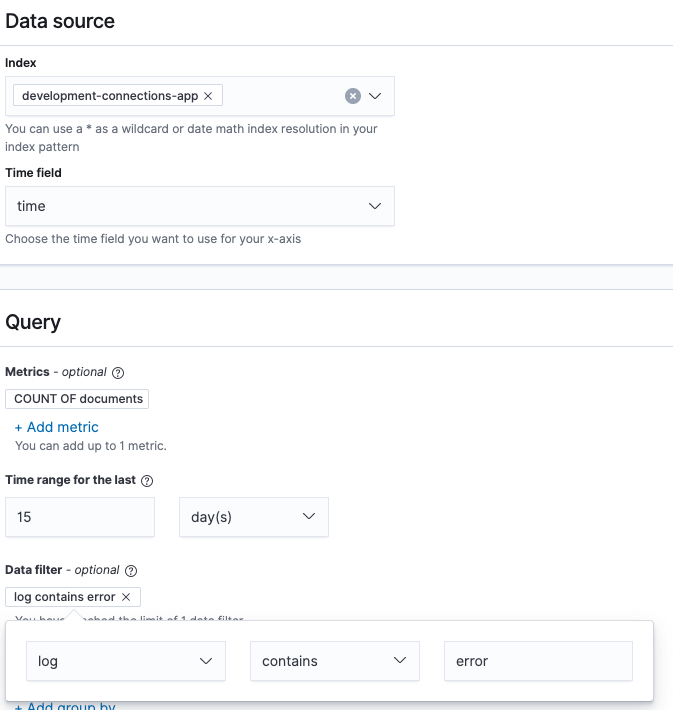 Data source
Index
development-connections-app ×
You can use a * as a wildcard or date math index resolution in your
index pattern
Time field
time
Choose the time field you want to use for your x-axis
Query
Metrics - optional
COUNT OF documents
+ Add metric
You can add up to 1 metric.
Time range for the last
15 day(s)
Data filter - optional
log contains error ×
You have reached the limit of 1 data filter.
log contains error
+ Add group by